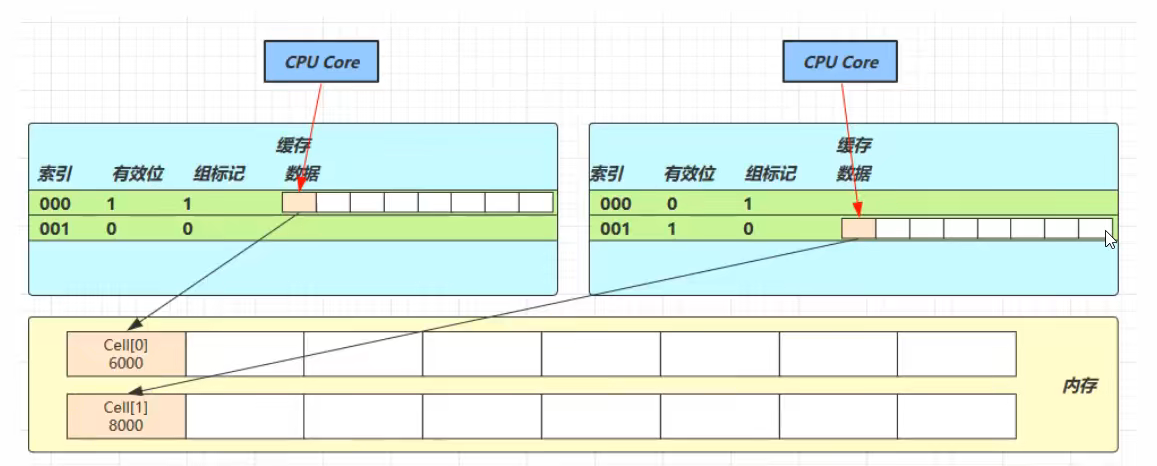 CPU Core
CPU Core
缓存
索引 有效位 组标记 数据
000 1 1
001 0 0
缓存
索引 有效位 组标记 数据
000 0 1
001 1 0
Cell[0]
6000
Cell[1]
8000
内存